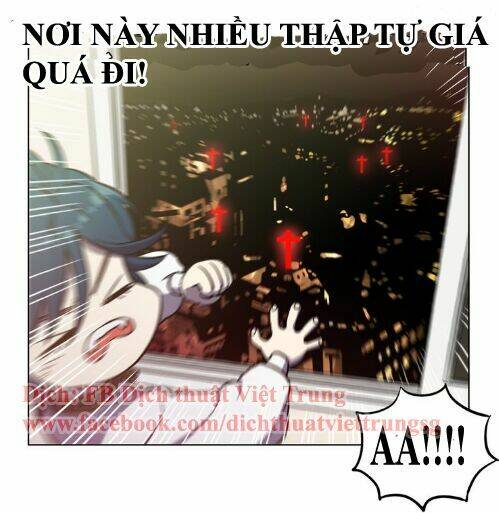 NƠI NÀY NHIỀU THẬP TỰ GIÁ
QUÁ ĐI!
Dịch: FB Dịch thuật Việt Trung
www.facebook.com/dichthuatviettrungsg
AA!!!!